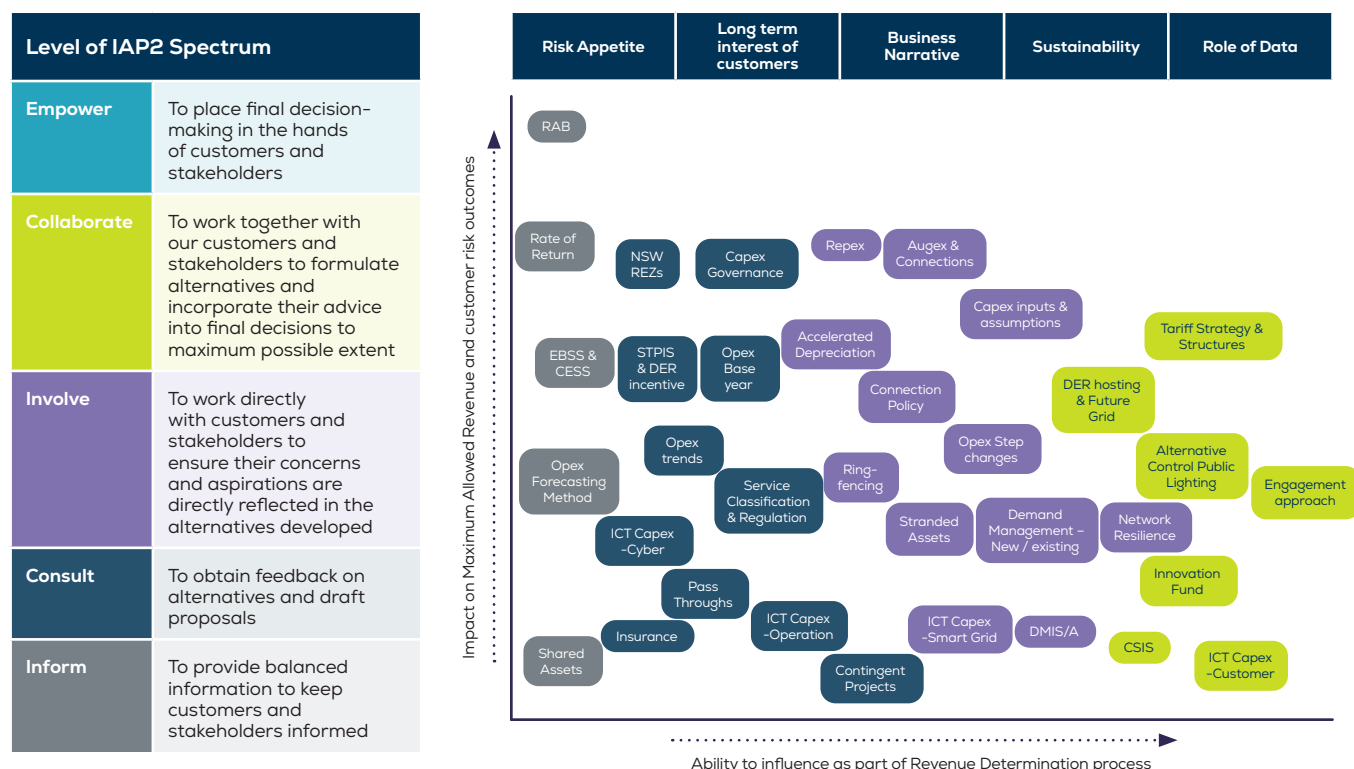 Level of IAP2 Spectrum
Empower
To place final decision-
making in the hands
of customers and
stakeholders
Collaborate
To work together with
our customers and
stakeholders to formulate
alternatives and
incorporate their advice
into final decisions to
maximum possible extent
Involve
To work directly
with customers and
stakeholders to
ensure their concerns
and aspirations are
directly reflected in the
alternatives developed
Consult
To obtain feedback on
alternatives and draft
proposals
Inform
To provide balanced
information to keep
customers and
stakeholders informed
Risk Appetite
Long term
interest of
customers
Business
Narrative
Sustainability
Role of Data
Impact on Maximum Allowed Revenue and customer risk outcomes
RAB
Rate of
Return
NSW
REZs
Capex
Governance
Repex
Augex &
Connections
Capex inputs &
assumptions
Tariff Strategy &
Structures
EBSS &
CESS
STPIS
& DER
incentive
Opex
Base
year
Accelerated
Depreciation
Connection
Policy
DER hosting
& Future
Grid
Opex
trends
Opex Step
changes
Alternative
Control Public
Lighting
Engagement
approach
Opex
Forecasting
Method
Service
Classification
& Regulation
Ring-
fencing
Stranded
Assets
Demand
Management –
New / existing
Network
Resilience
ICT Capex
-Cyber
Pass
Throughs
Innovation
Fund
Insurance
ICT Capex
-Operation
ICT Capex
-Smart Grid
DMIS/A
CSIS
ICT Capex
-Customer
Shared
Assets
Contingent
Projects
Ability to influence as part of Revenue Determination process